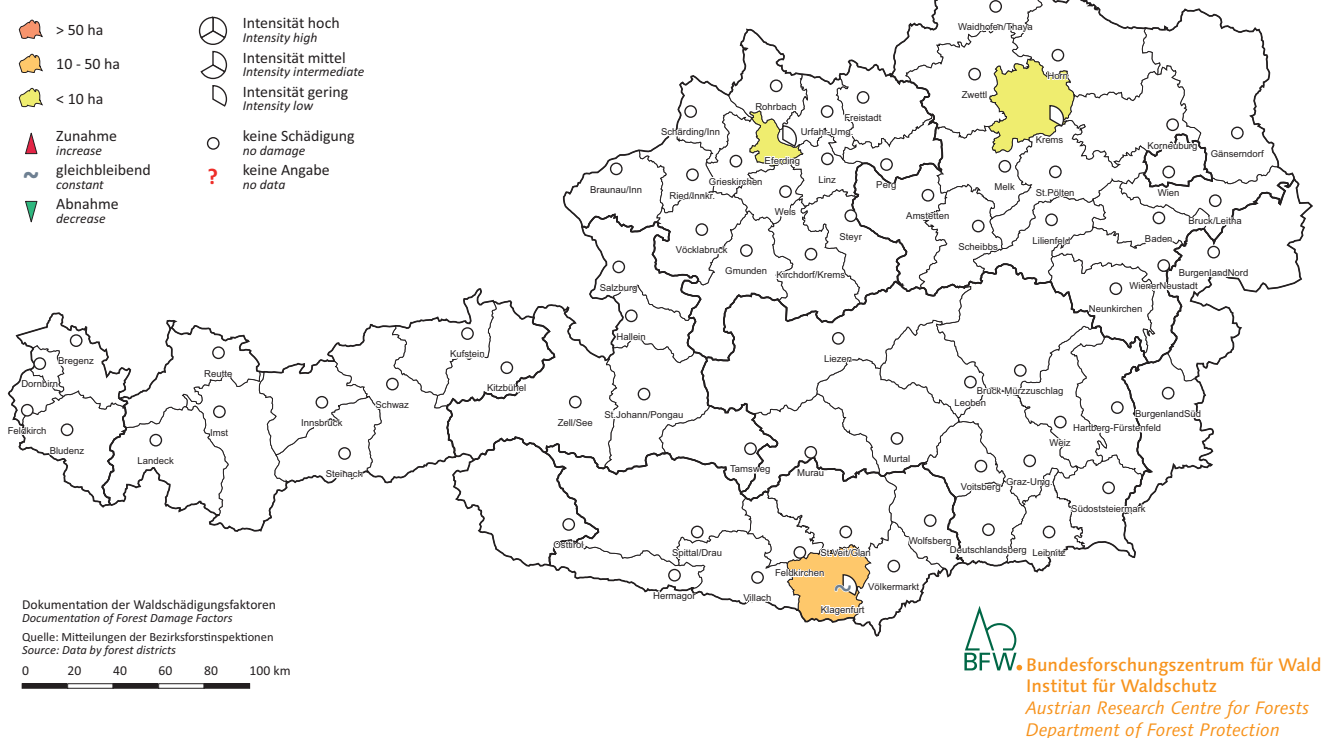 > 50 ha
10 - 50 ha
< 10 ha
Zunahme
increase
~ gleichbleibend
constant
Abnahme
decrease
Intensität hoch
Intensity high
Intensität mittel
Intensity intermediate
Intensität gering
Intensity low
keine Schädigung
no damage
? keine Angabe
no data
Waidhofen/Thaya
Horn
Zwettl
Krems
Rohrbach
Freistadt
Schärding/Inn
Urfahr-Umg.
Eferding
Korneuburg
Gänserndorf
Grieskirchen
Linz
Perg
Melk
St.Pölten
Wien
Braunau/Inn
Ried/Innkr.
Wels
Amstetten
Bruck/Leitha
Steyr
Scheibbs
Lilienfeld
Baden
Vöcklabruck
Gmunden
Kirchdorf/Krems
BurgenlandNord
Salzburg
WienerNeustadt
Neunkirchen
Hallein
Bregenz
Kufstein
Liezen
Dornbirn
Reutte
Kitzbühel
Bruck-Mürzzuschlag
Leoben
Schwaz
St.Johann/Pongau
BurgenlandSüd
Feldkirch
Imst
Innsbruck
Zell/See
Hartberg-Fürstenfeld
Bludenz
Landeck
Weiz
Steinach
Tamsweg
Murau
Murtal
Voitsberg
Graz-Umg.
Südoststeiermark
Osttirol
Spittal/Drau
St.Veit/Glan
Wolfsberg
Deutschlandsberg
Leibnitz
Feldkirchen
Völkermarkt
Hermagor
Villach
~
Klagenfurt
Dokumentation der Waldschädigungsfaktoren
Documentation of Forest Damage Factors
Quelle: Mitteilungen der Bezirksforstinspektionen
Source: Data by forest districts
0 20 40 60 80 100 km
BFW
Bundesforschungszentrum für Wald
Institut für Waldschutz
Austrian Research Centre for Forests
Department of Forest Protection